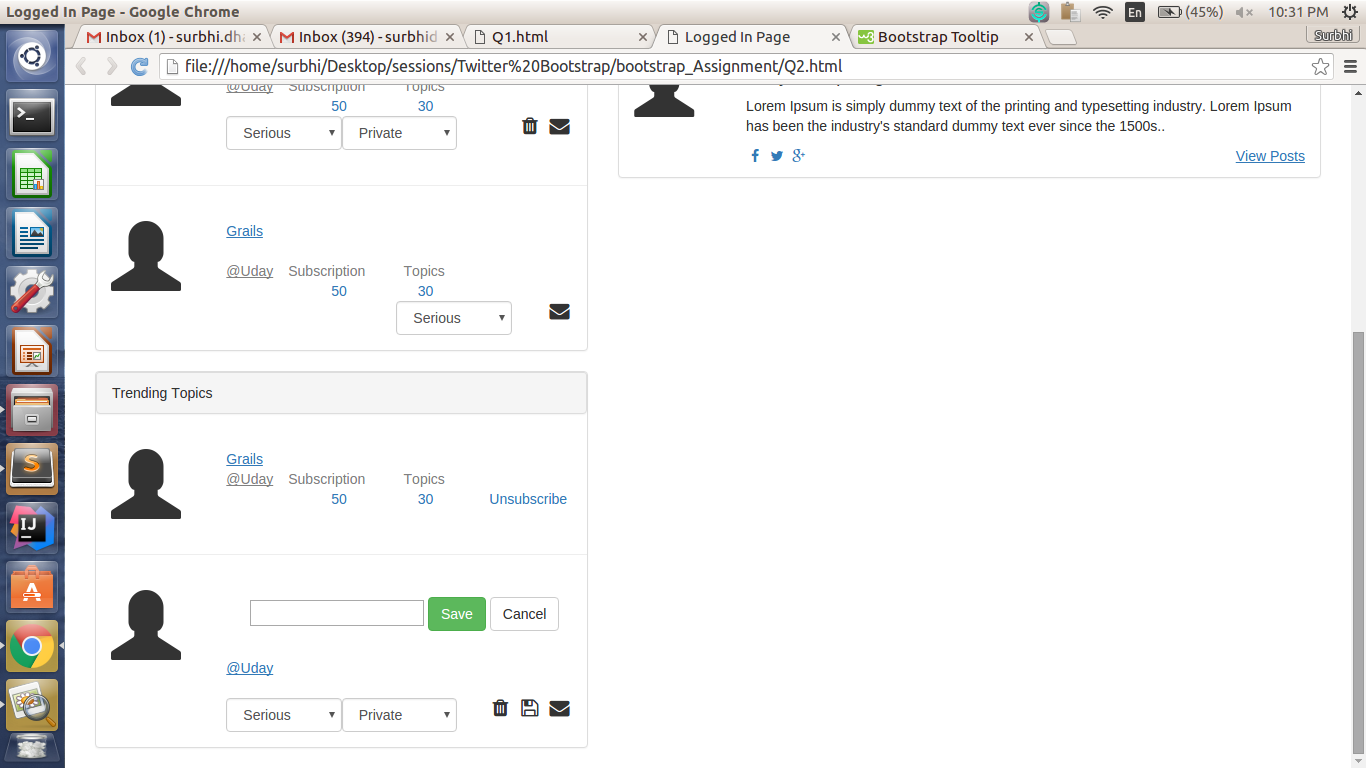 Logged In Page - Google Chrome
En
(45%)
10:31 PM
Inbox (1) - surbhi.dh
Inbox (394) - surbhid
Q1.html
Logged In Page
Bootstrap Tooltip
Surbhi
file:///home/surbhi/Desktop/sessions/Twitter%20Bootstrap/bootstrap_Assignment/Q2.html
@Uday Subscription Topics
50 30
Serious Private
Lorem Ipsum is simply dummy text of the printing and typesetting industry. Lorem Ipsum
has been the industry's standard dummy text ever since the 1500s..
View Posts
Grails
@Uday Subscription Topics
50 30
Serious
Trending Topics
Grails
@Uday Subscription Topics
50 30 Unsubscribe
Save Cancel
@Uday
Serious Private